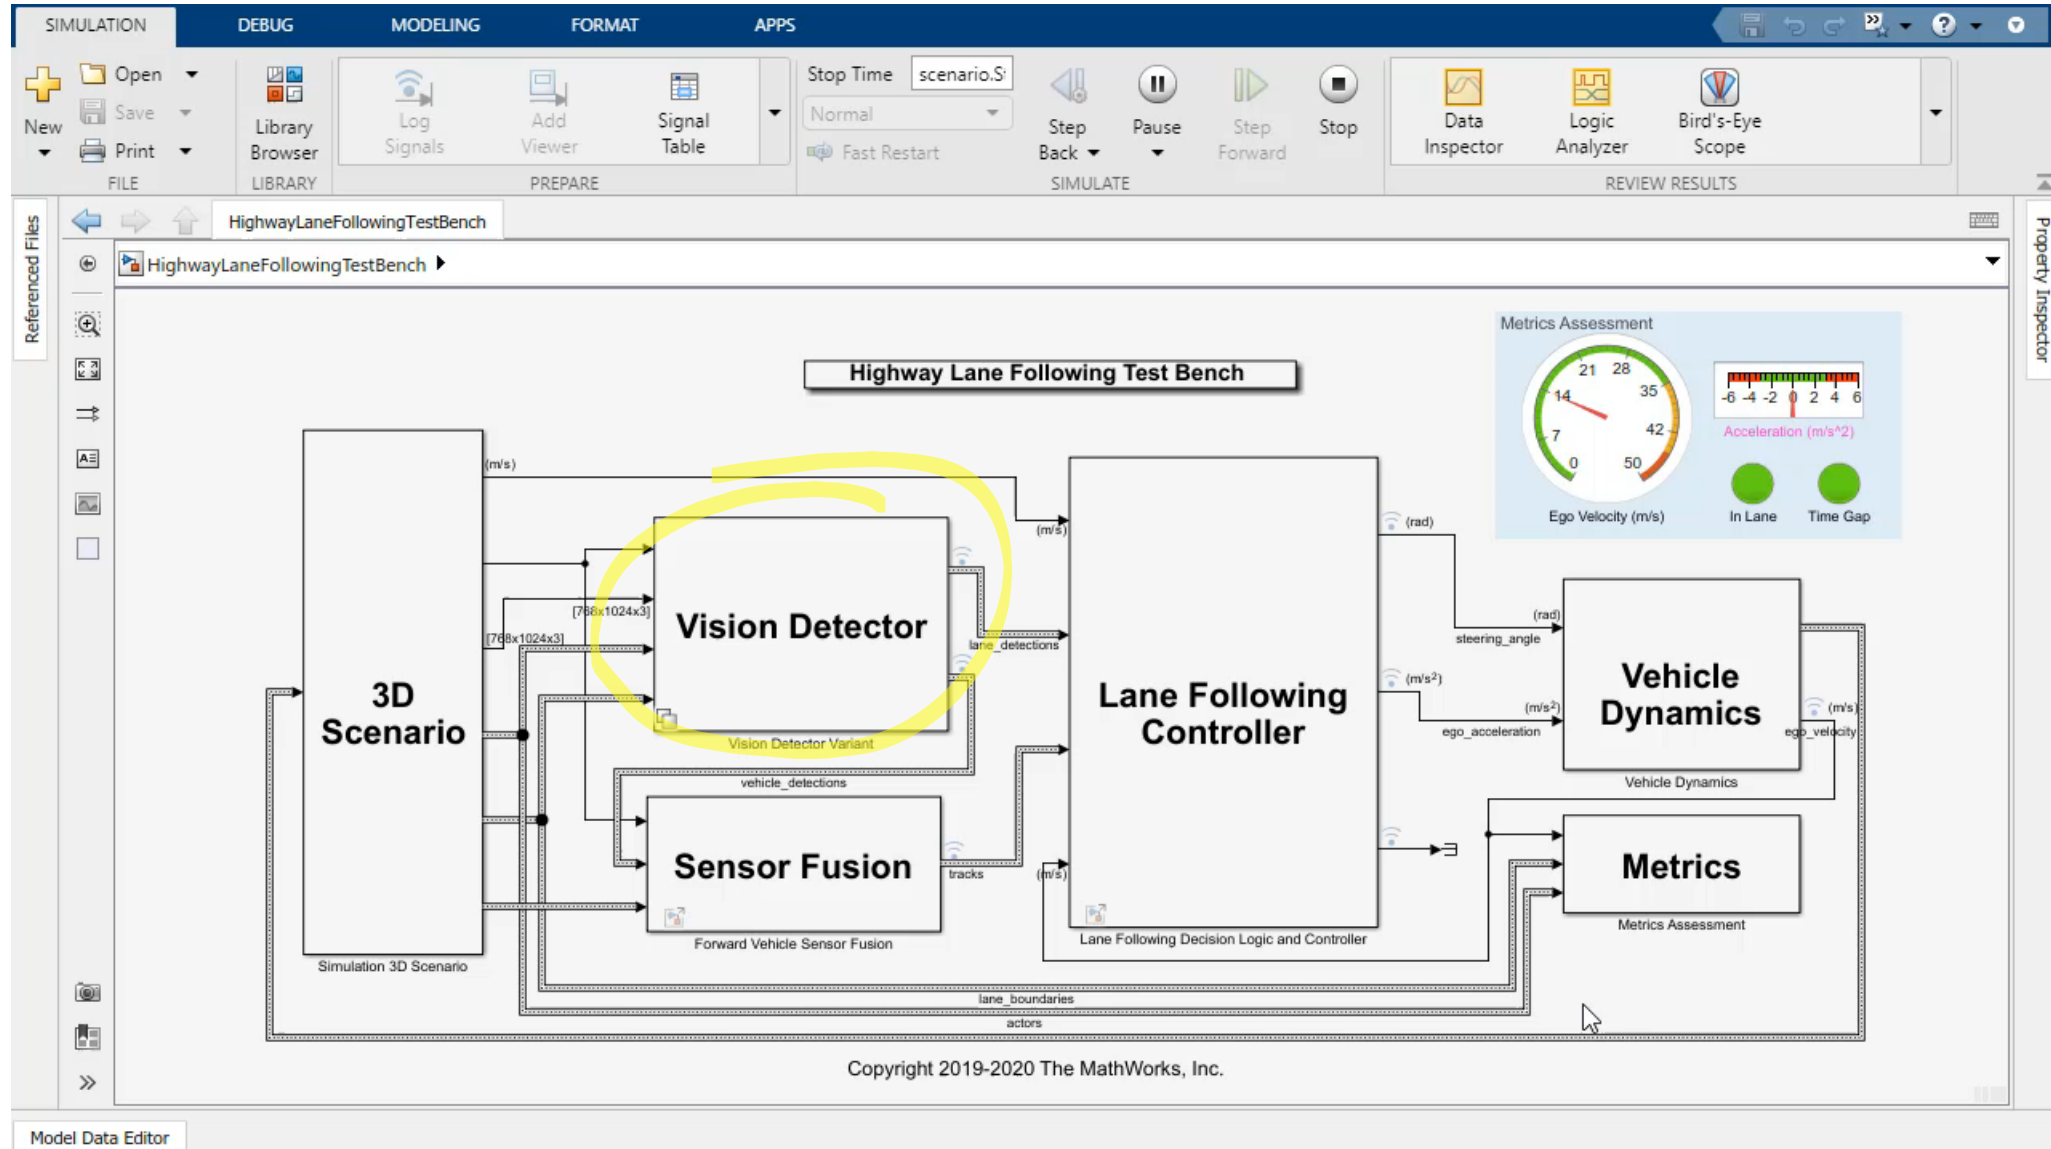 SIMULATION
DEBUG
MODELING
FORMAT
APPS
New
Open
Save
Print
FILE
Library
Browser
LIBRARY
Log
Signals
Add
Viewer
Signal
Table
PREPARE
Stop Time
scenario.S
Normal
Fast Restart
Step
Back
Pause
Step
Forward
Stop
SIMULATE
Data
Inspector
Logic
Analyzer
Bird's-Eye
Scope
REVIEW RESULTS
Referenced Files
Property Inspector
HighwayLaneFollowingTestBench
HighwayLaneFollowingTestBench
Highway Lane Following Test Bench
Metrics Assessment
0
7
14
21
28
35
42
50
Ego Velocity (m/s)
-6 -4 -2 0 2 4 6
Acceleration (m/s^2)
In Lane
Time Gap
(m/s)
[768x1024x3]
[768x1024x3]
3D
Scenario
Simulation 3D Scenario
Vision Detector
Vision Detector Variant
lane_detections
vehicle_detections
Sensor Fusion
Forward Vehicle Sensor Fusion
tracks
(m/s)
(m/s)
Lane Following
Controller
Lane Following Decision Logic and Controller
(rad)
(rad)
steering_angle
(m/s²)
(m/s²)
ego_acceleration
Vehicle
Dynamics
Vehicle Dynamics
(m/s)
ego_velocity
Metrics
Metrics Assessment
lane_boundaries
actors
Copyright 2019-2020 The MathWorks, Inc.
Model Data Editor